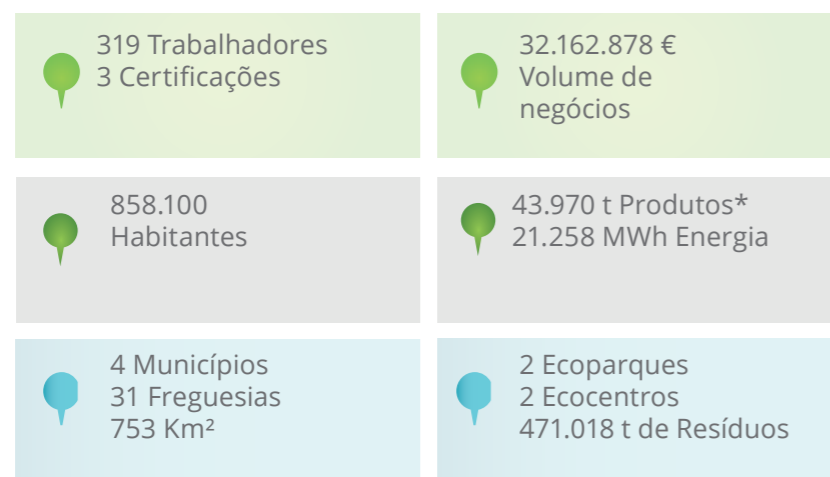 319 Trabalhadores
3 Certificações
32.162.878 €
Volume de
negócios
858.100
Habitantes
43.970 t Produtos*
21.258 MWh Energia
4 Municípios
31 Freguesias
753 Km²
2 Ecoparques
2 Ecocentros
471.018 t de Resíduos